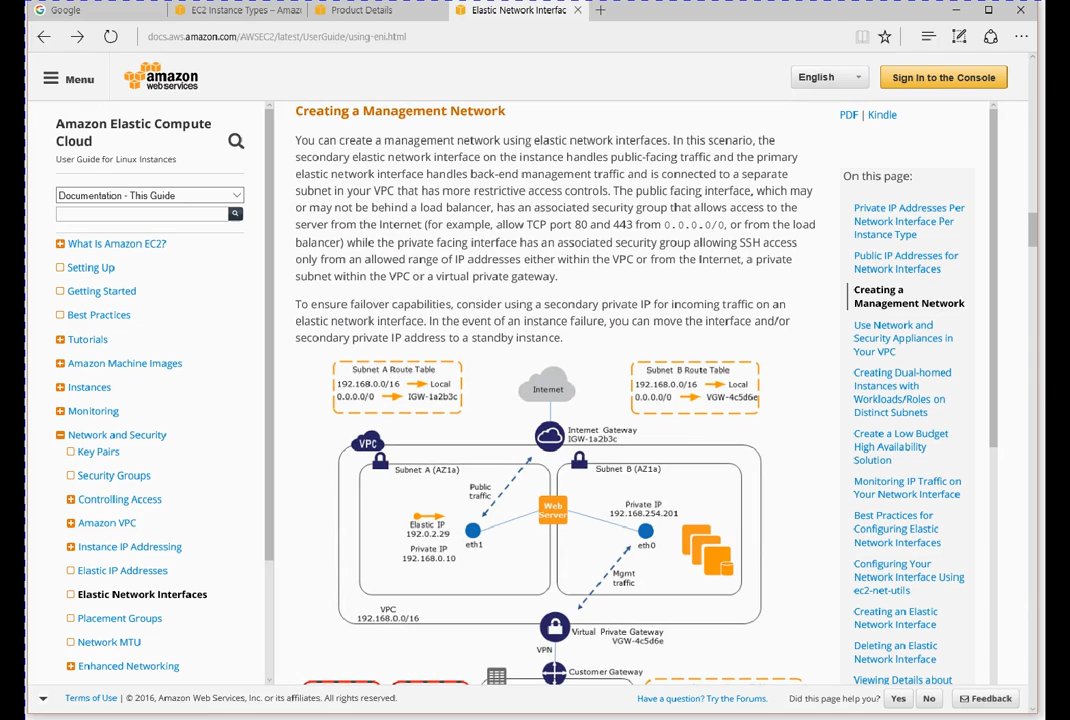 Google
EC2 Instance Types – Amazo
Product Details
Elastic Network Interfac
docs.aws.amazon.com/AWSEC2/latest/UserGuide/using-eni.html
Menu
amazon
webservices
English
Sign In to the Console
Amazon Elastic Compute
Cloud
User Guide for Linux Instances
Documentation - This Guide
What Is Amazon EC2?
Setting Up
Getting Started
Best Practices
Tutorials
Amazon Machine Images
Instances
Monitoring
Network and Security
Key Pairs
Security Groups
Controlling Access
Amazon VPC
Instance IP Addressing
Elastic IP Addresses
Elastic Network Interfaces
Placement Groups
Network MTU
Enhanced Networking
Creating a Management Network
You can create a management network using elastic network interfaces. In this scenario, the
secondary elastic network interface on the instance handles public-facing traffic and the primary
elastic network interface handles back-end management traffic and is connected to a separate
subnet in your VPC that has more restrictive access controls. The public facing interface, which may
or may not be behind a load balancer, has an associated security group that allows access to the
server from the Internet (for example, allow TCP port 80 and 443 from 0.0.0.0/0, or from the load
balancer) while the private facing interface has an associated security group allowing SSH access
only from an allowed range of IP addresses either within the VPC or from the Internet, a private
subnet within the VPC or a virtual private gateway.
To ensure failover capabilities, consider using a secondary private IP for incoming traffic on an
elastic network interface. In the event of an instance failure, you can move the interface and/or
secondary private IP address to a standby instance.
Subnet A Route Table
192.168.0.0/16 Local
0.0.0.0/0 IGW-1a2b3c
Internet
Subnet B Route Table
192.168.0.0/16 Local
0.0.0.0/0 VGW-4c5d6e
Internet Gateway
IGW-1a2b3c
VPC
Subnet A (AZ1a)
Subnet B (AZ1a)
Public
traffic
Web
Server
Private IP
192.168.254.201
Elastic IP
192.0.2.29
Private IP
192.168.0.10
eth1
eth0
Mgmt
traffic
VPC
192.168.0.0/16
Virtual Private Gateway
VGW-4c5d6e
VPN
Customer Gateway
PDF | Kindle
On this page:
Private IP Addresses Per
Network Interface Per
Instance Type
Public IP Addresses for
Network Interfaces
Creating a
Management Network
Use Network and
Security Appliances in
Your VPC
Creating Dual-homed
Instances with
Workloads/Roles on
Distinct Subnets
Create a Low Budget
High Availability
Solution
Monitoring IP Traffic on
Your Network Interface
Best Practices for
Configuring Elastic
Network Interfaces
Configuring Your
Network Interface Using
ec2-net-utils
Creating an Elastic
Network Interface
Deleting an Elastic
Network Interface
Viewing Details about
Terms of Use | © 2016, Amazon Web Services, Inc. or its affiliates. All rights reserved.
Have a question? Try the Forums.
Did this page help you?
Yes
No
Feedback